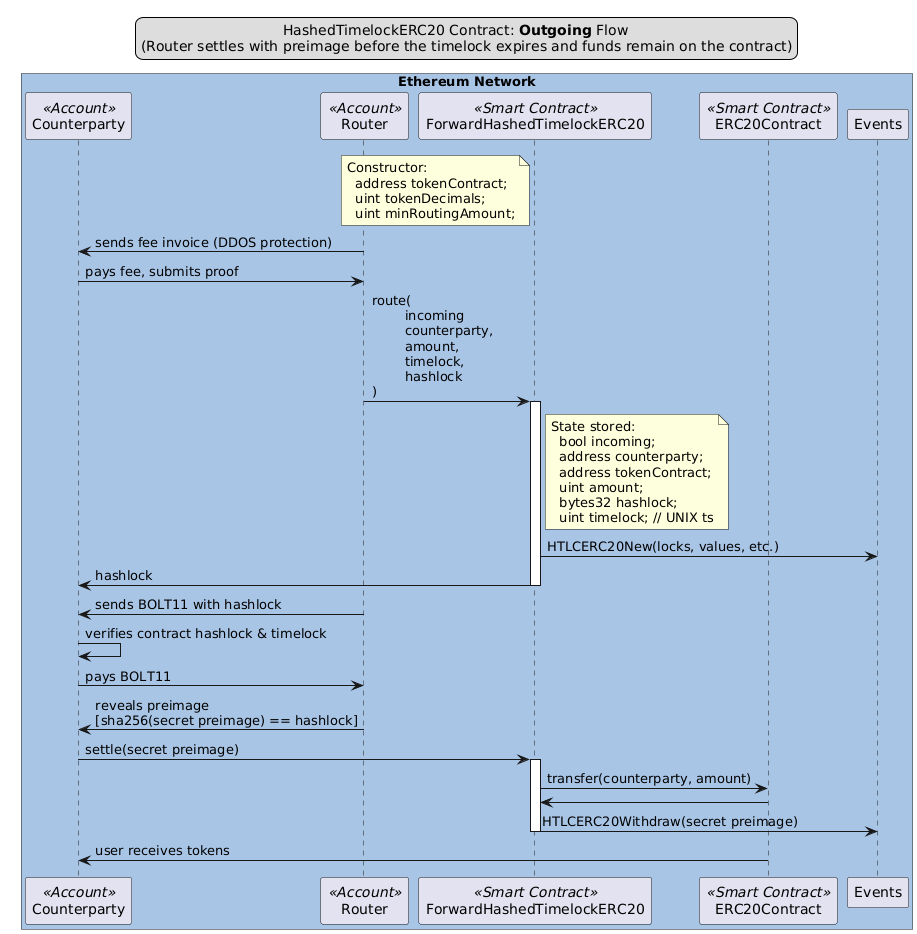 HashedTimelockERC20 Contract: Outgoing Flow
(Router settles with preimage before the timelock expires and funds remain on the contract)
Ethereum Network
«Account»
Counterparty
«Account»
Router
«Smart Contract»
ForwardHashedTimelockERC20
«Smart Contract»
ERC20Contract
Events
Constructor:
address tokenContract;
uint tokenDecimals;
uint minRoutingAmount;
sends fee invoice (DDOS protection)
pays fee, submits proof
route(
incoming
counterparty,
amount,
timelock,
hashlock
)
State stored:
bool incoming;
address counterparty;
address tokenContract;
uint amount;
bytes32 hashlock;
uint timelock; // UNIX ts
HTLCERC20New(locks, values, etc.)
hashlock
sends BOLT11 with hashlock
verifies contract hashlock & timelock
pays BOLT11
reveals preimage
[sha256(secret preimage) == hashlock]
settle(secret preimage)
transfer(counterparty, amount)
HTLCERC20Withdraw(secret preimage)
user receives tokens
«Account»
Counterparty
«Account»
Router
«Smart Contract»
ForwardHashedTimelockERC20
«Smart Contract»
ERC20Contract
Events